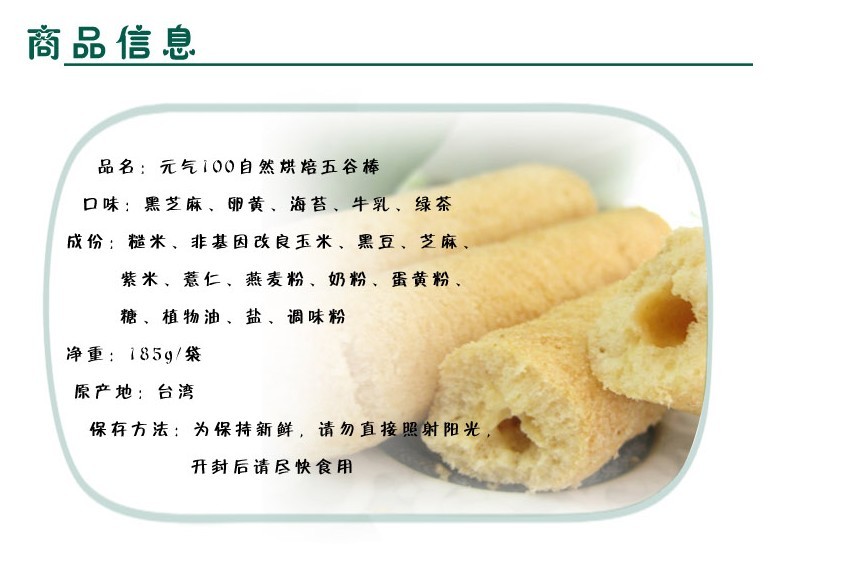 商品信息
品名：元气100自然烘焙五谷棒
口味：黑芝麻、卵黄、海苔、牛乳、绿茶
成份：糙米、非基因改良玉米、黑豆、芝麻、
紫米、薏仁、燕麦粉、奶粉、蛋黄粉、
糖、植物油、盐、调味粉
净重：185g/袋
原产地：台湾
保存方法：为保持新鲜，请勿直接照射阳光，
开封后请尽快食用